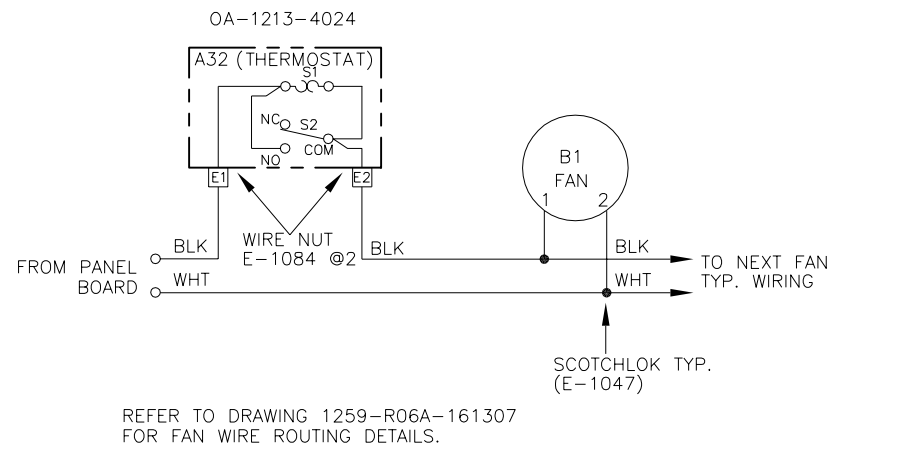 OA-1213-4024
A32 (THERMOSTAT)
S1
NC
S2
COM
NO
E1
E2
B1
FAN
1
2
WIRE NUT
E-1084 @2
BLK
BLK
BLK
FROM PANEL
BOARD
WHT
WHT
TO NEXT FAN
TYP. WIRING
SCOTCHLOK TYP.
(E-1047)
REFER TO DRAWING 1259-R06A-161307
FOR FAN WIRE ROUTING DETAILS.